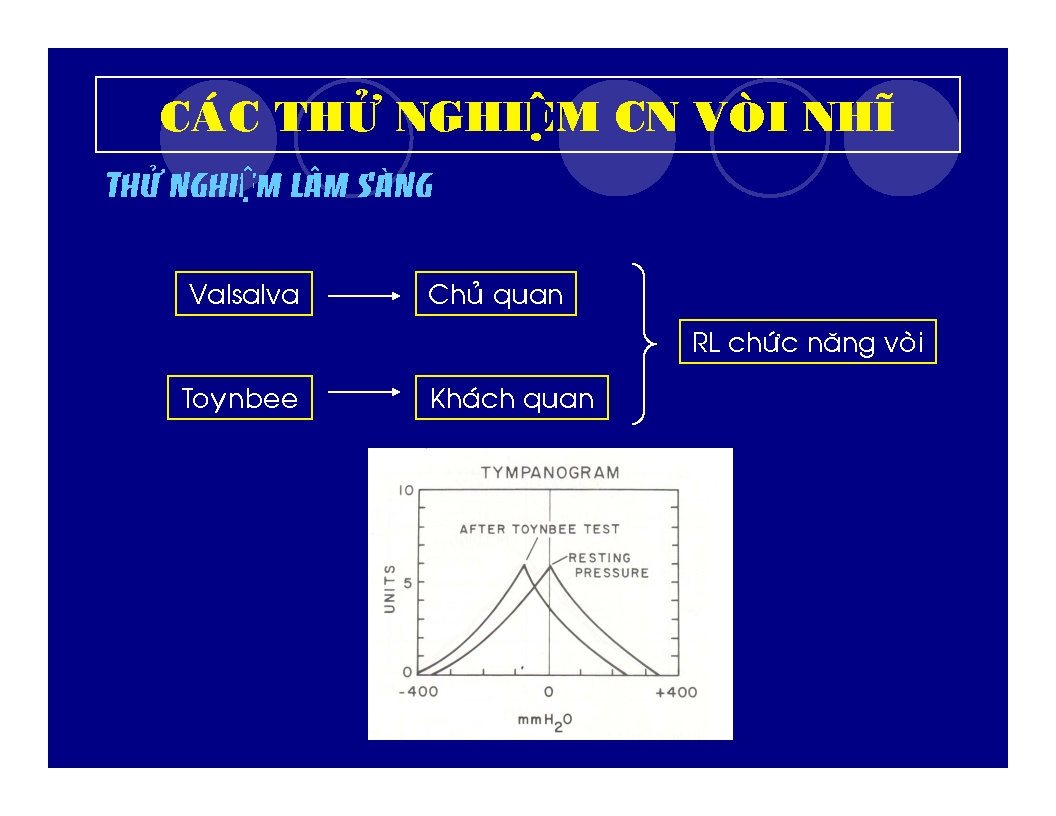 CÁC THỬ NGHIỆM CN VÒI NHĨ
THỬ NGHIỆM LÂM SÀNG
Valsalva
Chủ quan
RL chức năng vòi
Toynbee
Khách quan
TYMPANOGRAM
10
AFTER TOYNBEE TEST
RESTING
PRESSURE
UNITS
5
0
-400
0
+400
mmH2O